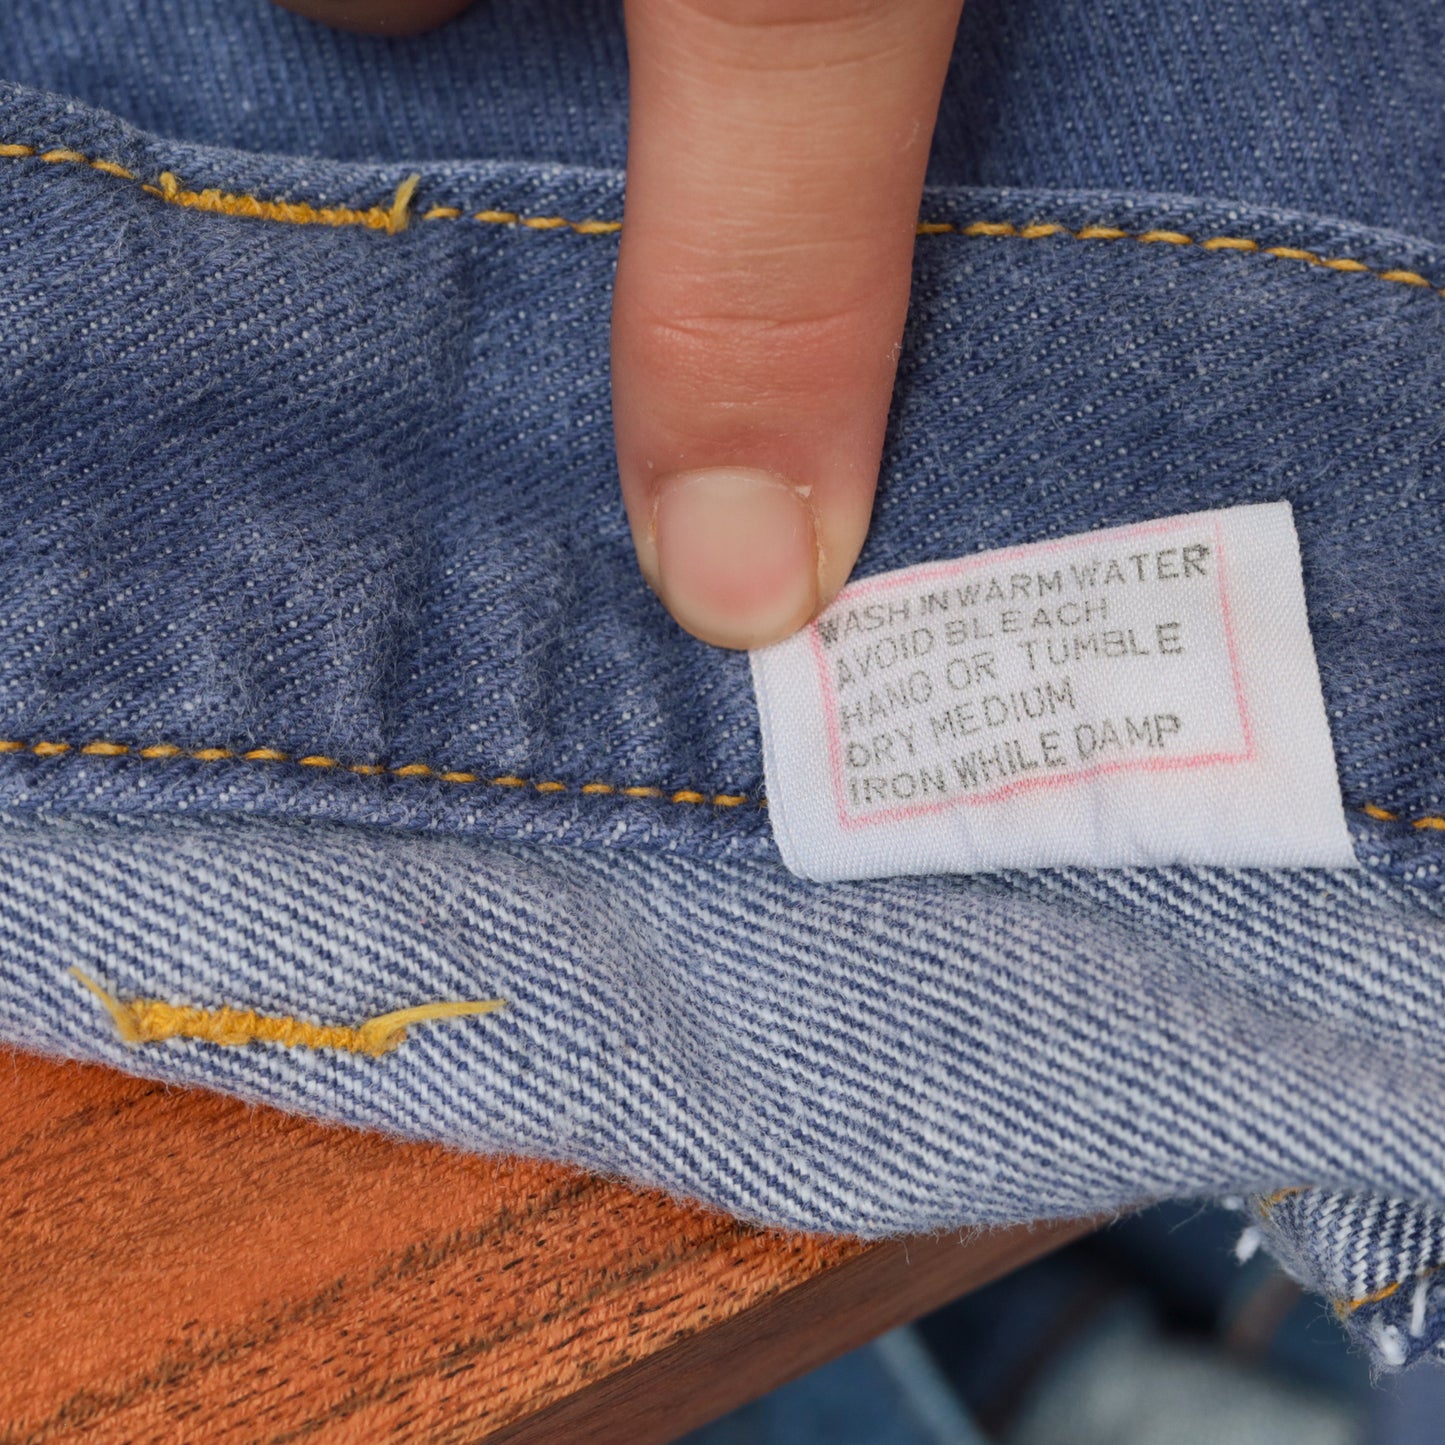 WASH IN WARM WATER
AVOID BLEACH
HANG OR TUMBLE
DRY MEDIUM
IRON WHILE DAMP